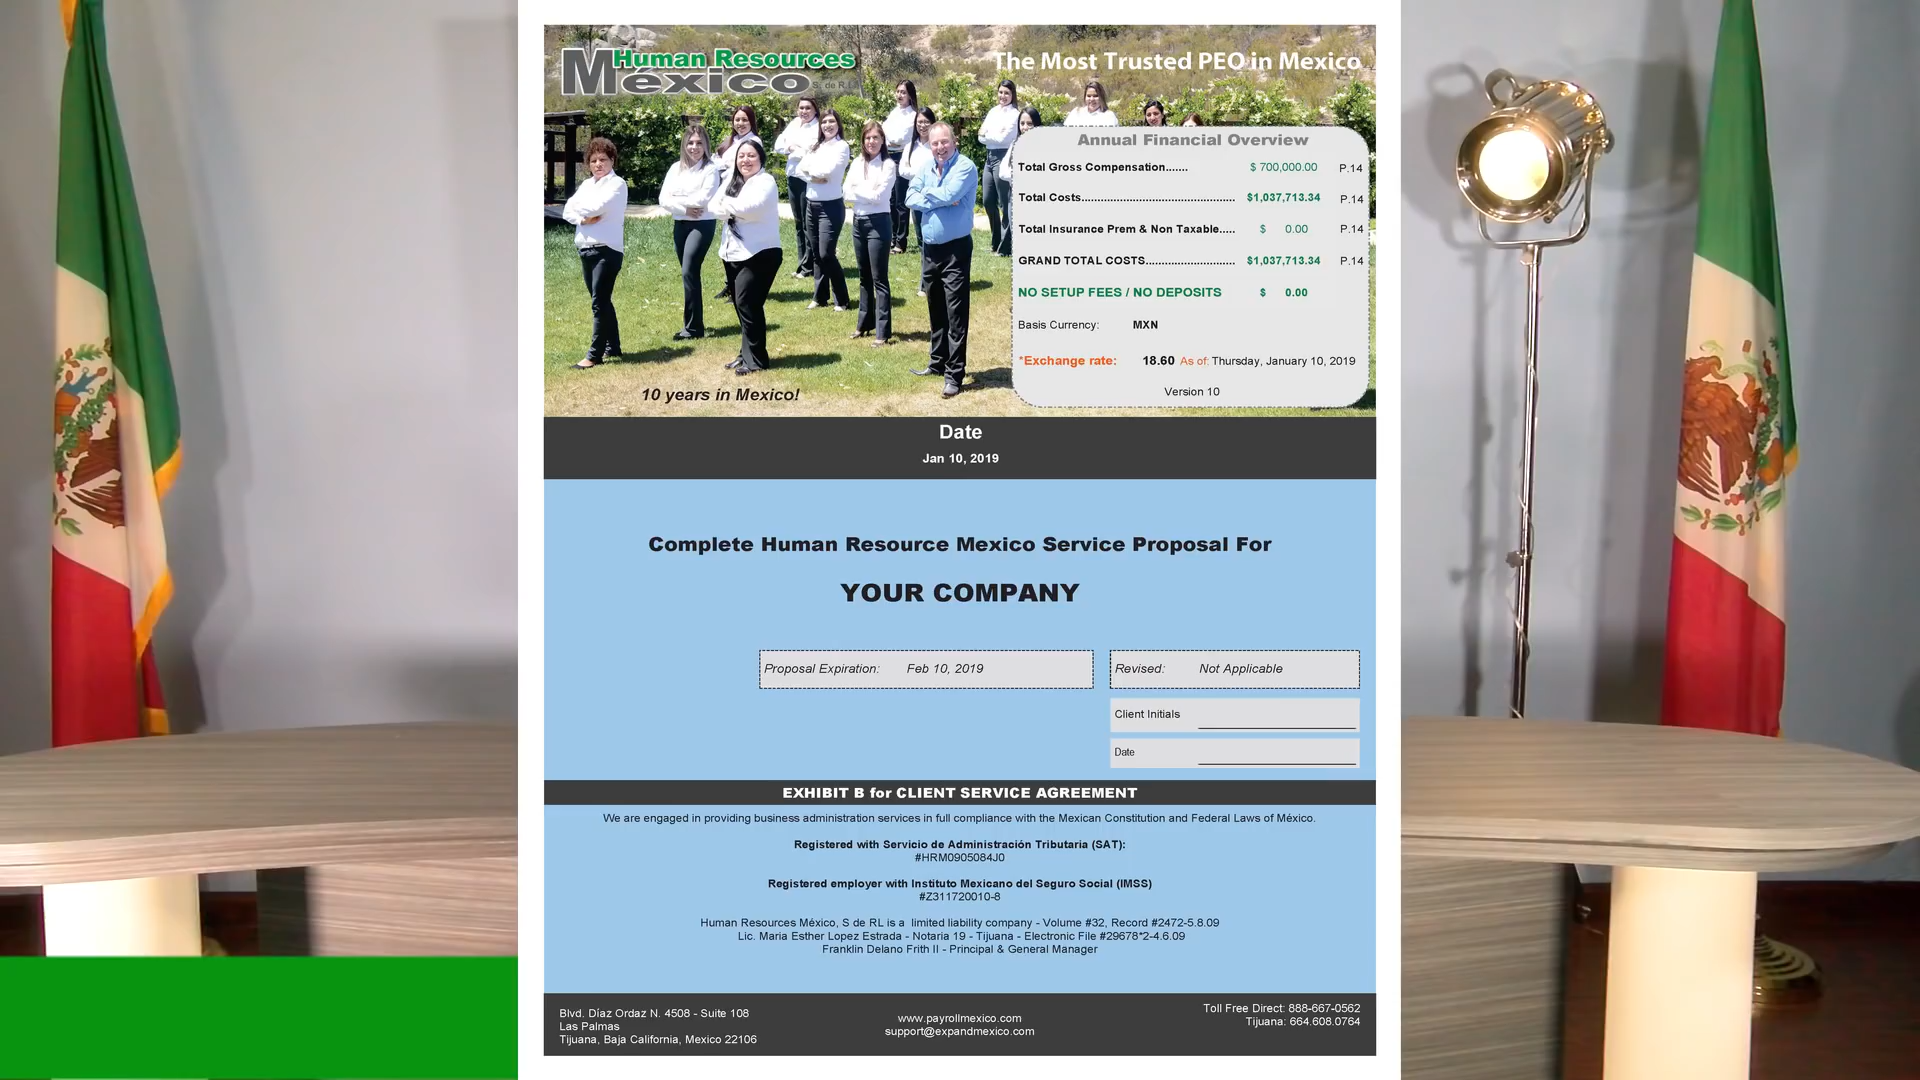 Human Resources
México S. de R.L.
The Most Trusted PEO in Mexico
Annual Financial Overview
Total Gross Compensation....... $ 700,000.00 P.14
Total Costs................................................ $1,037,713.34 P.14
Total Insurance Prem & Non Taxable..... $ 0.00 P.14
GRAND TOTAL COSTS............................ $1,037,713.34 P.14
NO SETUP FEES / NO DEPOSITS $ 0.00
Basis Currency: MXN
*Exchange rate: 18.60 As of: Thursday, January 10, 2019
Version 10
10 years in Mexico!
Date
Jan 10, 2019
Complete Human Resource Mexico Service Proposal For
YOUR COMPANY
Proposal Expiration: Feb 10, 2019
Revised: Not Applicable
Client Initials
Date
EXHIBIT B for CLIENT SERVICE AGREEMENT
We are engaged in providing business administration services in full compliance with the Mexican Constitution and Federal Laws of México.
Registered with Servicio de Administración Tributaria (SAT):
#HRM0905084J0
Registered employer with Instituto Mexicano del Seguro Social (IMSS)
#Z311720010-8
Human Resources México, S de RL is a limited liability company - Volume #32, Record #2472-5.8.09
Lic. Maria Esther Lopez Estrada - Notaria 19 - Tijuana - Electronic File #29678*2-4.6.09
Franklin Delano Frith II - Principal & General Manager
Blvd. Díaz Ordaz N. 4508 - Suite 108
Las Palmas
Tijuana, Baja California, Mexico 22106
www.payrollmexico.com
support@expandmexico.com
Toll Free Direct: 888-667-0562
Tijuana: 664.608.0764